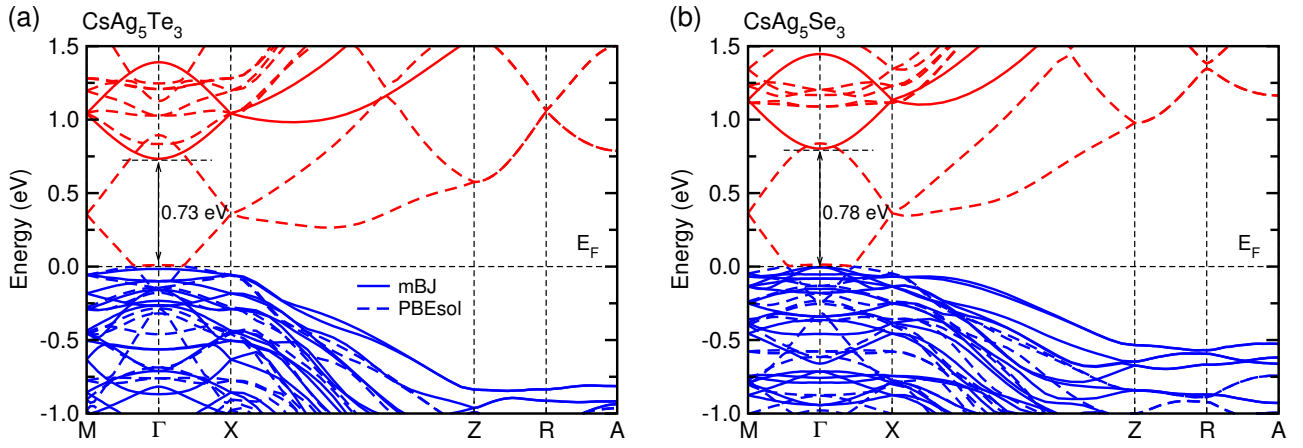 (a) CsAg5Te3
1.5
1.0
0.5
0.0
-0.5
-1.0
Energy (eV)
0.73 eV
EF
mBJ
PBEsol
M Γ X Z R A
(b) CsAg5Se3
1.5
1.0
0.5
0.0
-0.5
-1.0
Energy (eV)
0.78 eV
EF
M Γ X Z R A